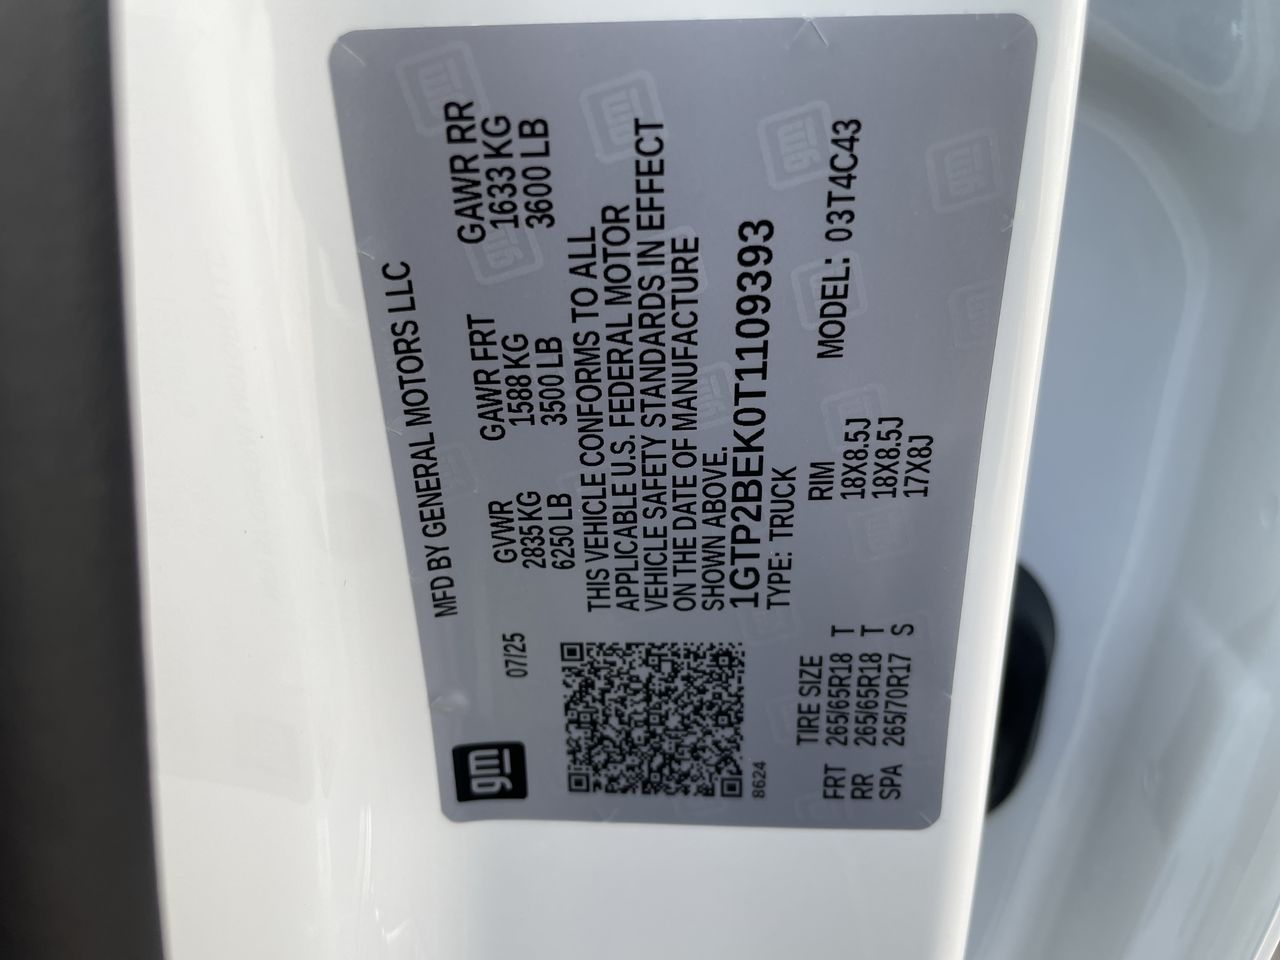 gm
MFD BY GENERAL MOTORS LLC
07/25 GVWR GAWR FRT GAWR RR
2835 KG 1588 KG 1633 KG
6250 LB 3500 LB 3600 LB
THIS VEHICLE CONFORMS TO ALL
APPLICABLE U.S. FEDERAL MOTOR
VEHICLE SAFETY STANDARDS IN EFFECT
ON THE DATE OF MANUFACTURE
SHOWN ABOVE.
1GTP2BEK0T1109393
TYPE: TRUCK
8624
MODEL: 03T4C43
TIRE SIZE RIM
FRT 265/65R18 T 18X8.5J
RR 265/65R18 T 18X8.5J
SPA 265/70R17 S 17X8J